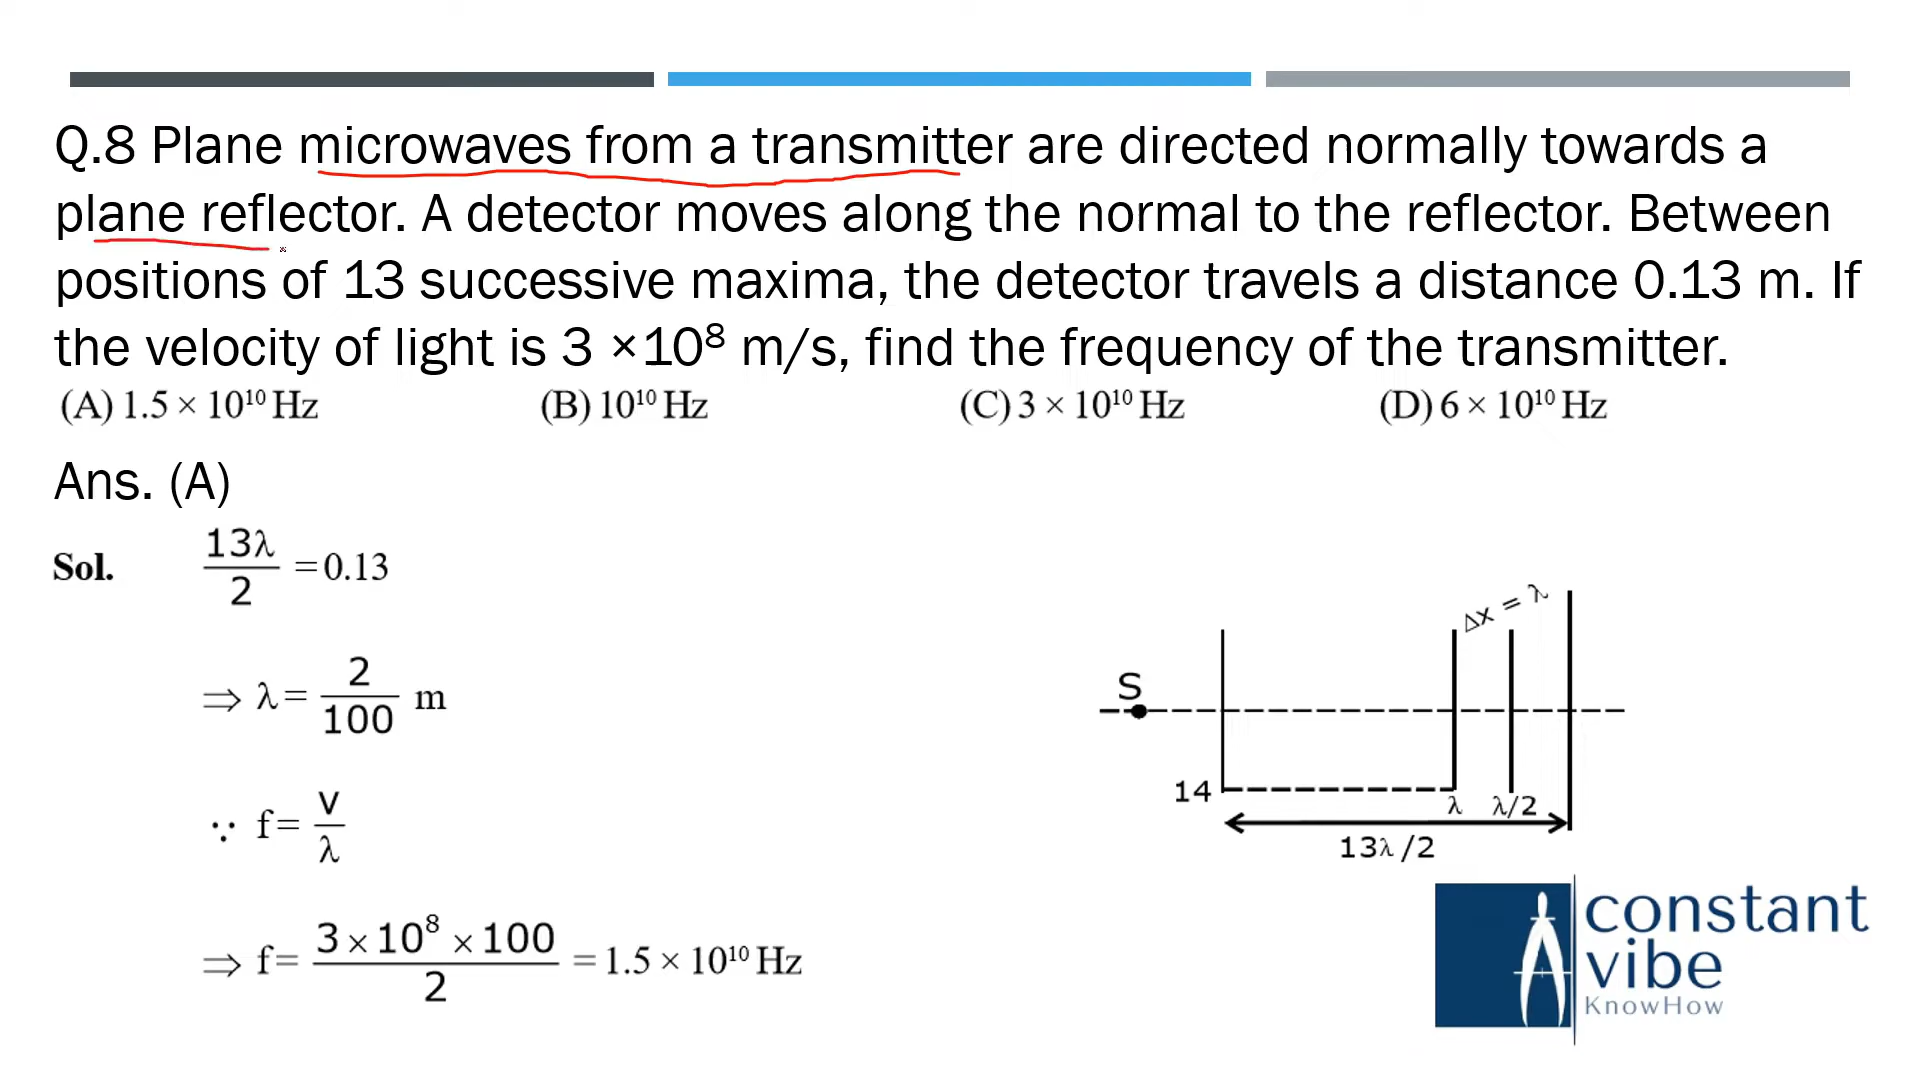 Q.8 Plane microwaves from a transmitter are directed normally towards a
plane reflector. A detector moves along the normal to the reflector. Between
positions of 13 successive maxima, the detector travels a distance 0.13 m. If
the velocity of light is 3 ×10⁸ m/s, find the frequency of the transmitter.
(A) 1.5 × 10¹⁰ Hz (B) 10¹⁰ Hz (C) 3 × 10¹⁰ Hz (D) 6 × 10¹⁰ Hz
Ans. (A)
Sol. 13λ/2 = 0.13
⇒ λ = 2/100 m
∵ f = v/λ
⇒ f = 3×10⁸ ×100/2 = 1.5 × 10¹⁰ Hz
Δx = λ
S
14
λ λ/2
13λ/2
constant
vibe
KnowHow